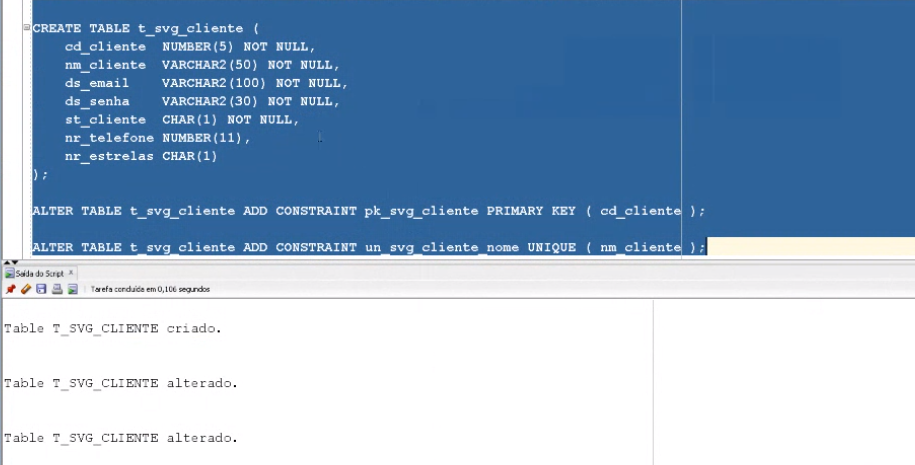 CREATE TABLE t_svg_cliente (
cd_cliente NUMBER(5) NOT NULL,
nm_cliente VARCHAR2(50) NOT NULL,
ds_email VARCHAR2(100) NOT NULL,
ds_senha VARCHAR2(30) NOT NULL,
st_cliente CHAR(1) NOT NULL,
nr_telefone NUMBER(11),
nr_estrelas CHAR(1)
);
ALTER TABLE t_svg_cliente ADD CONSTRAINT pk_svg_cliente PRIMARY KEY ( cd_cliente );
ALTER TABLE t_svg_cliente ADD CONSTRAINT un_svg_cliente_nome UNIQUE ( nm_cliente );
Saída do Script
Tarefa concluída em 0,106 segundos
Table T_SVG_CLIENTE criado.
Table T_SVG_CLIENTE alterado.
Table T_SVG_CLIENTE alterado.